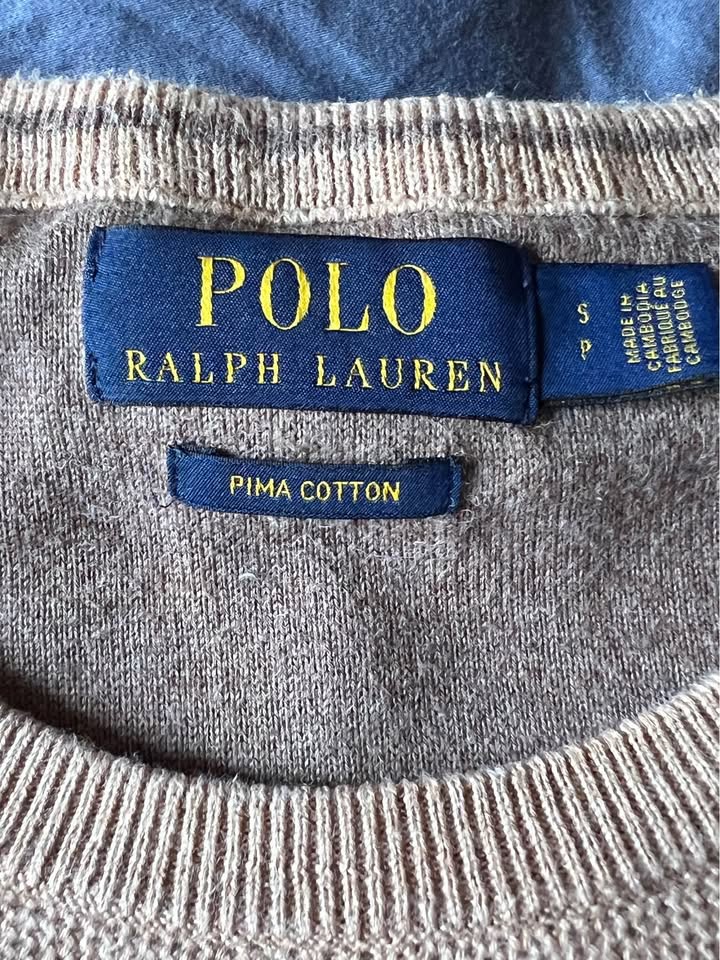 POLO
RALPH LAUREN
S
P
MADE IN
CAMBODIA
FABRIQUÉ AU
CAMBODGE
PIMA COTTON